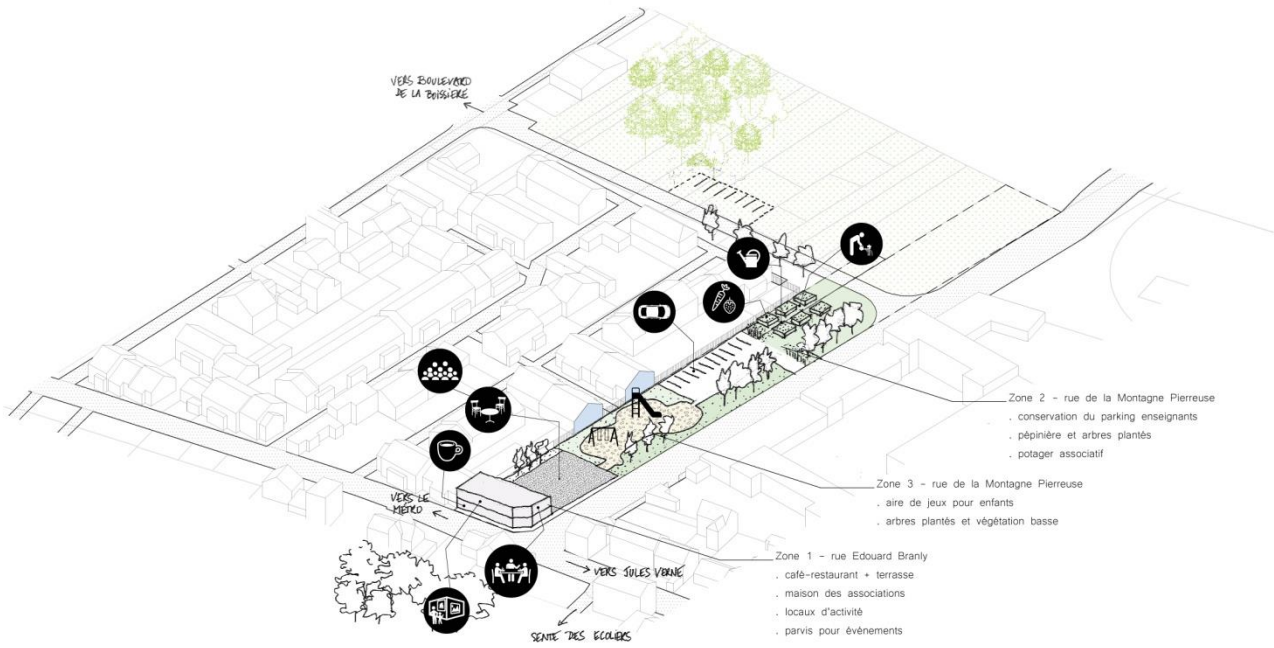 VERS BOULEVARD
DE LA BOISSIERE
Zone 2 - rue de la Montagne Pierreuse
. conservation du parking enseignants
. pépinière et arbres plantés
. potager associatif
Zone 3 - rue de la Montagne Pierreuse
. aire de jeux pour enfants
. arbres plantés et végétation basse
VERS LE
MÉTRO
Zone 1 - rue Edouard Branly
. café-restaurant + terrasse
. maison des associations
. locaux d'activité
. parvis pour évènements
VERS JULES VERNE
SENTE DES ECOLIERS